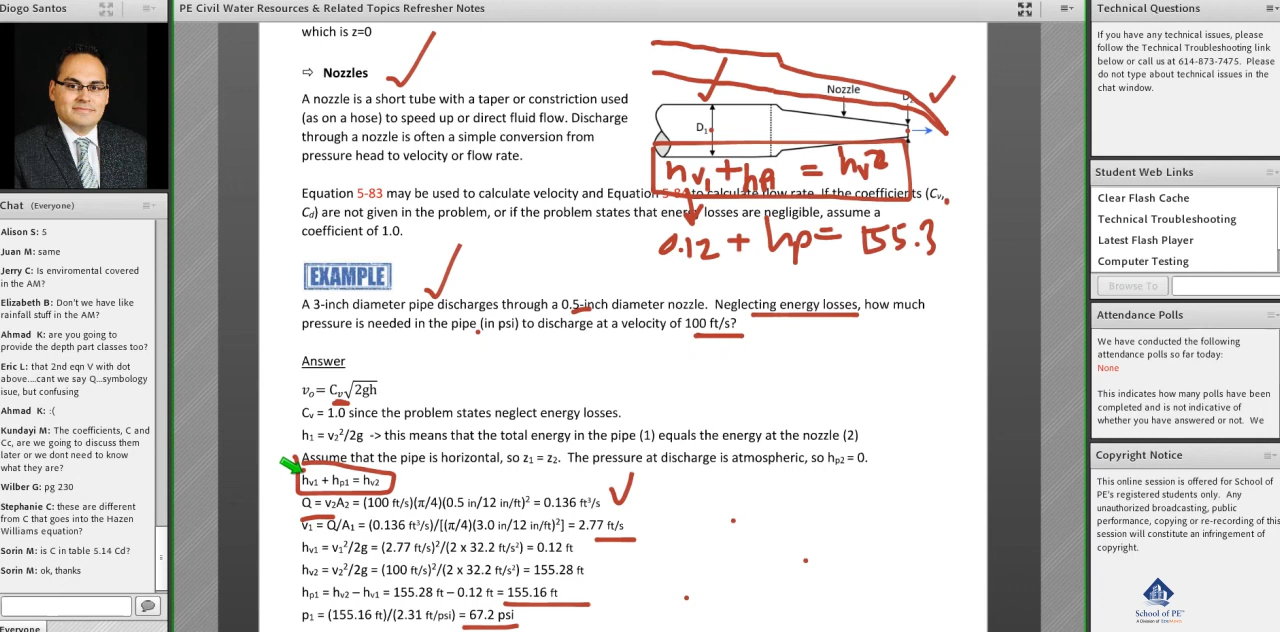 Diogo Santos
PE Civil Water Resources & Related Topics Refresher Notes
Technical Questions
If you have any technical issues, please
follow the Technical Troubleshooting link
below or call us at 614-873-7475. Please
do not type about technical issues in the
chat window.
Student Web Links
Clear Flash Cache
Technical Troubleshooting
Latest Flash Player
Computer Testing
Browse To
Attendance Polls
We have conducted the following
attendance polls so far today:
None
This indicates how many polls have been
completed and is not indicative of
whether you have answered or not. We
Copyright Notice
This online session is offered for School of
PE's registered students only. Any
unauthorized broadcasting, public
performance, copying or re-recording of this
session will constitute an infringement of
copyright.
School of PE™
Chat (Everyone)
Alison S: 5
Juan M: same
Jerry C: Is enviromental covered
in the AM?
Elizabeth B: Don't we have like
rainfall stuff in the AM?
Ahmad K: are you going to
provide the depth part classes too?
Eric L: that 2nd eqn V with dot
above....cant we say Q...symbology
isue, but confusing
Ahmad K: :(
Kundayi M: The coefficients, C and
Cc, are we going to discuss them
later or we dont need to know
what they are?
Wilber G: pg 230
Stephanie C: these are different
from C that goes into the Hazen
Williams equation?
Sorin M: is C in table 5.14 Cd?
Sorin M: ok, thanks
Everyone
which is z=0
⇨ Nozzles
A nozzle is a short tube with a taper or constriction used
(as on a hose) to speed up or direct fluid flow. Discharge
through a nozzle is often a simple conversion from
pressure head to velocity or flow rate.
Nozzle
D₁
hv1 + hp1 = hv2
Equation 5-83 may be used to calculate velocity and Equation 5-84 to calculate flow rate. If the coefficients (Cv,
Cd) are not given in the problem, or if the problem states that energy losses are negligible, assume a
coefficient of 1.0.
0.12 + hp = 155.3
EXAMPLE
A 3-inch diameter pipe discharges through a 0.5-inch diameter nozzle. Neglecting energy losses, how much
pressure is needed in the pipe (in psi) to discharge at a velocity of 100 ft/s?
Answer
vₒ = Cᵥ√2gh
Cᵥ = 1.0 since the problem states neglect energy losses.
h₁ = v₂²/2g -> this means that the total energy in the pipe (1) equals the energy at the nozzle (2)
Assume that the pipe is horizontal, so z₁ = z₂. The pressure at discharge is atmospheric, so hp2 = 0.
hv1 + hp1 = hv2
Q = v₂A₂ = (100 ft/s)(π/4)(0.5 in/12 in/ft)² = 0.136 ft³/s
v₁ = Q/A₁ = (0.136 ft³/s)/[(π/4)(3.0 in/12 in/ft)²] = 2.77 ft/s
hv1 = v₁²/2g = (2.77 ft/s)²/(2 x 32.2 ft/s²) = 0.12 ft
hv2 = v₂²/2g = (100 ft/s)²/(2 x 32.2 ft/s²) = 155.28 ft
hp1 = hv2 – hv1 = 155.28 ft – 0.12 ft = 155.16 ft
p₁ = (155.16 ft)/(2.31 ft/psi) = 67.2 psi